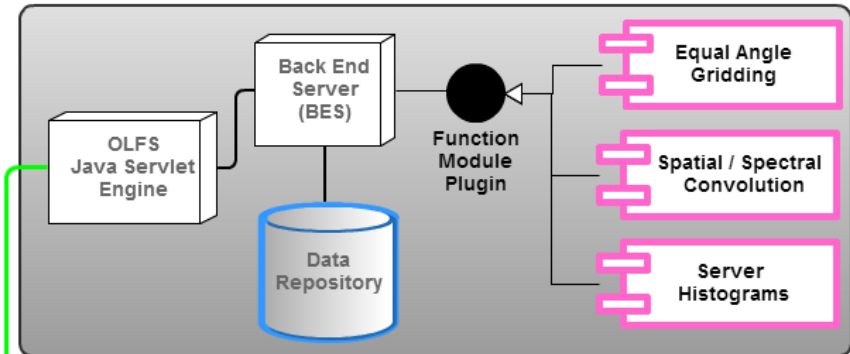 Back End
Server
(BES)
OLFS
Java Servlet
Engine
Data
Repository
Function
Module
Plugin
Equal Angle
Gridding
Spatial / Spectral
Convolution
Server
Histograms